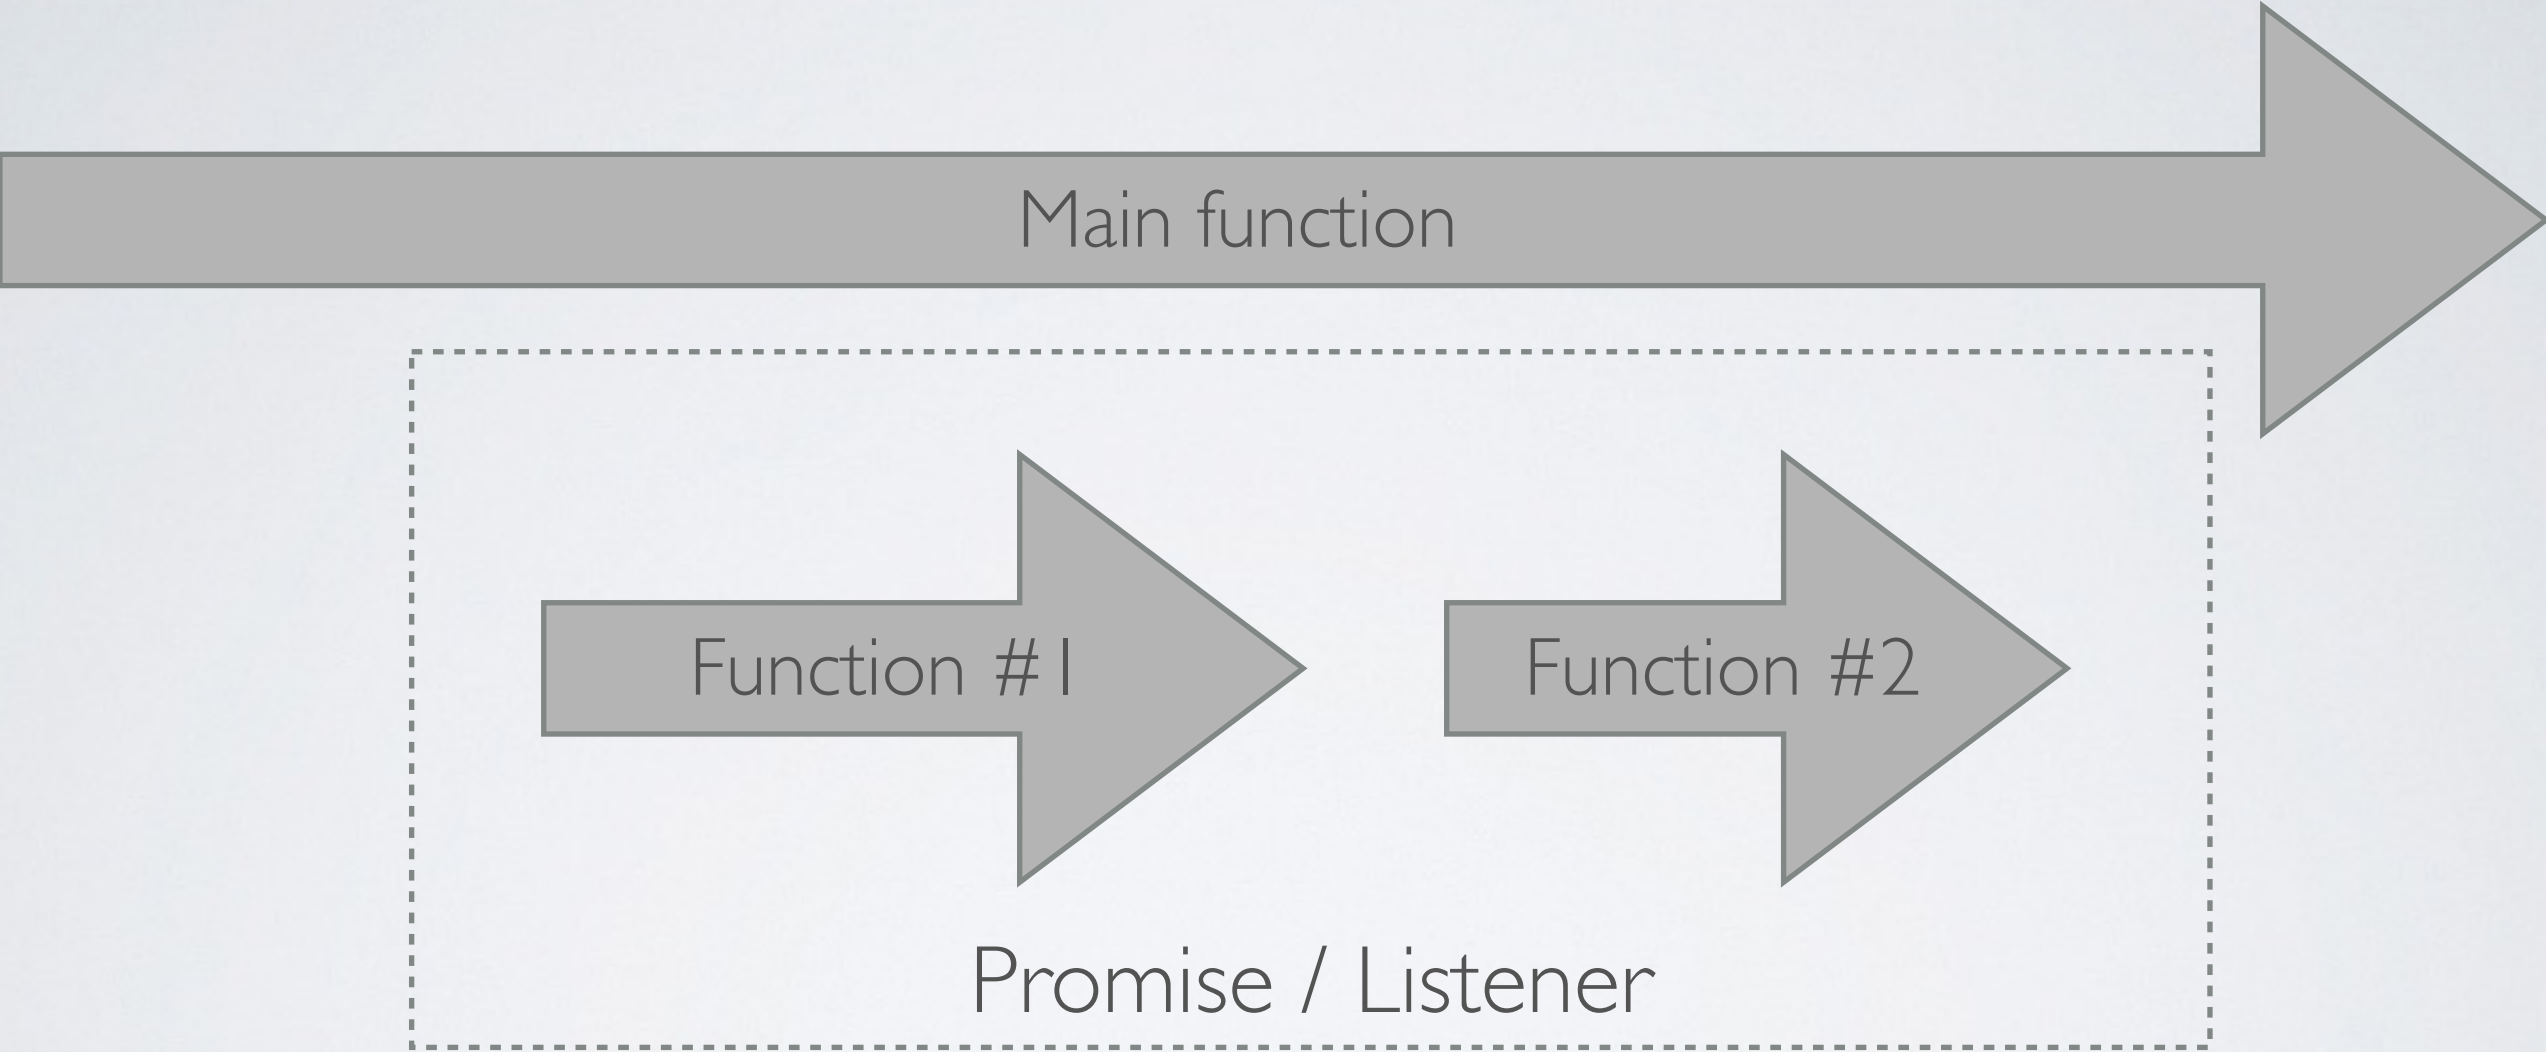 Main function
Function #1
Function #2
Promise / Listener